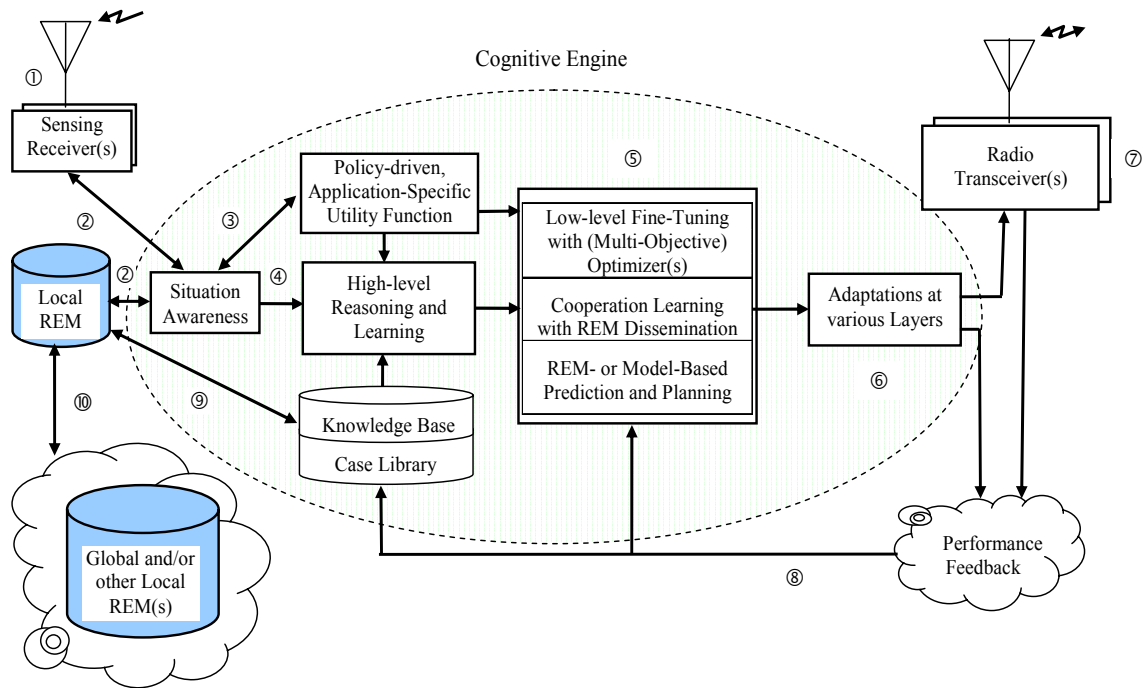 Cognitive Engine
①
Sensing
Receiver(s)
②
②
Local
REM
③
④
Situation
Awareness
Policy-driven,
Application-Specific
Utility Function
High-level
Reasoning and
Learning
⑨
Knowledge Base
Case Library
⑤
Low-level Fine-Tuning
with (Multi-Objective)
Optimizer(s)
Cooperation Learning
with REM Dissemination
REM- or Model-Based
Prediction and Planning
Adaptations at
various Layers
⑥
Radio
Transceiver(s)
⑦
⑩
Global and/or
other Local
REM(s)
⑧
Performance
Feedback